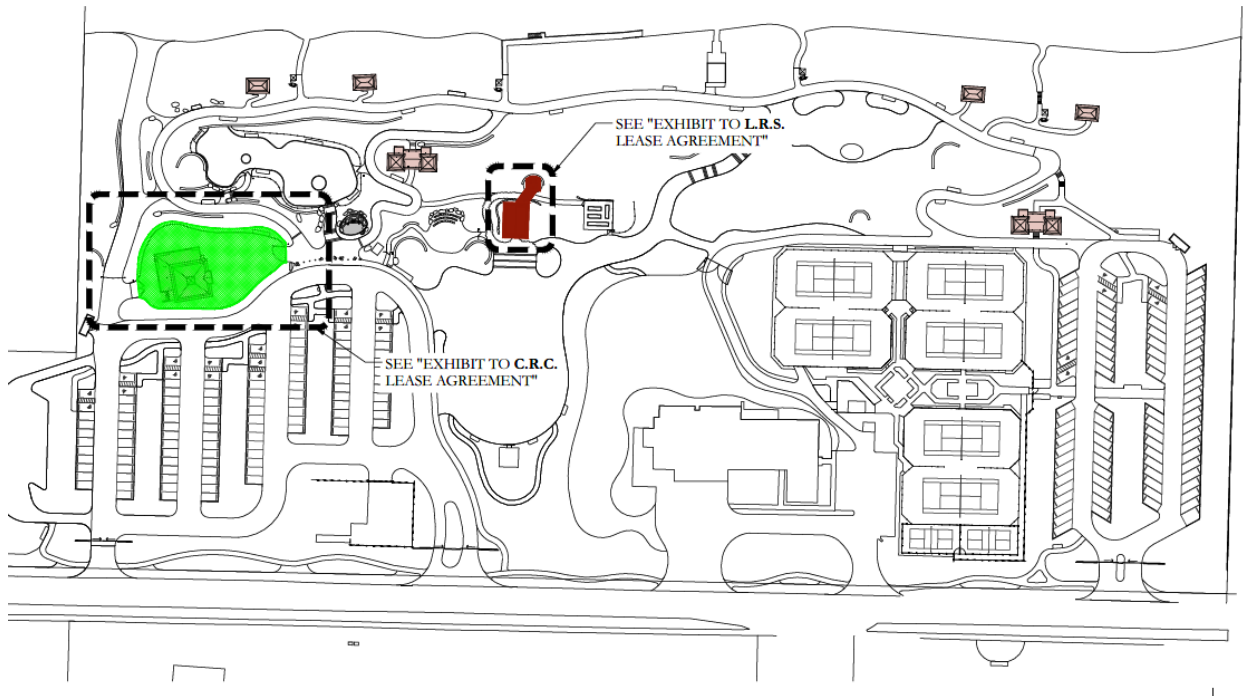 SEE "EXHIBIT TO L.R.S.
LEASE AGREEMENT"
SEE "EXHIBIT TO C.R.C.
LEASE AGREEMENT"